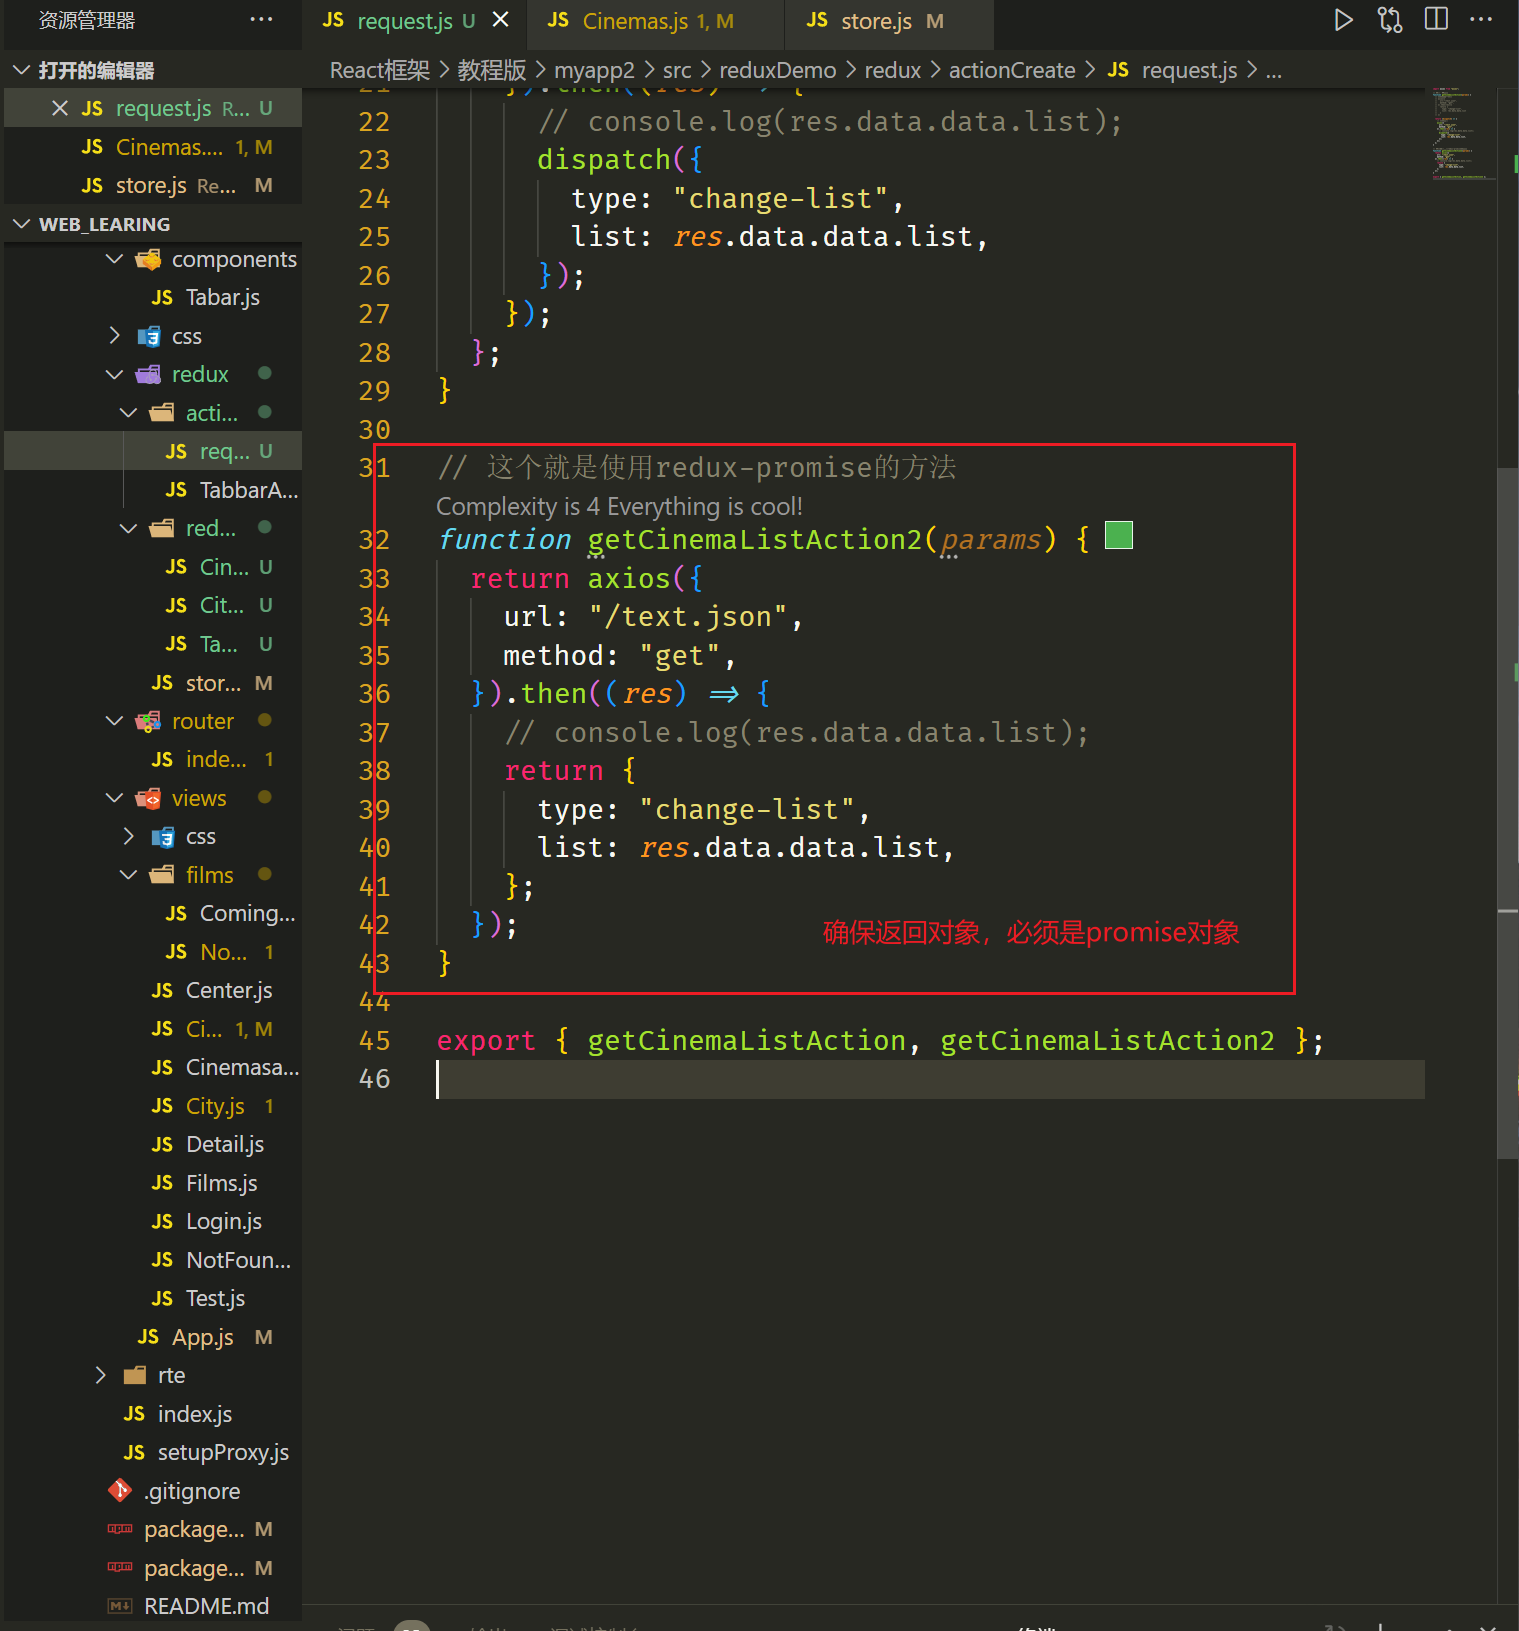 资源管理器 ···
打开的编辑器
JS request.js R... U
JS Cinemas.... 1, M
JS store.js Re... M
WEB_LEARING
components
JS Tabar.js
css
redux
acti...
JS req... U
JS TabbarA...
red...
JS Cin... U
JS Cit... U
JS Ta... U
JS stor... M
router
JS inde... 1
views
css
films
JS Coming...
JS No... 1
JS Center.js
JS Ci... 1, M
JS Cinemasa...
JS City.js 1
JS Detail.js
JS Films.js
JS Login.js
JS NotFoun...
JS Test.js
JS App.js M
rte
JS index.js
JS setupProxy.js
.gitignore
package... M
package... M
README.md
JS request.js U
JS Cinemas.js 1, M
JS store.js M
React框架 > 教程版 > myapp2 > src > reduxDemo > redux > actionCreate > JS request.js > ...
21 }).then((res) => {
22 // console.log(res.data.data.list);
23 dispatch({
24 type: "change-list",
25 list: res.data.data.list,
26 });
27 });
28 };
29 }
30
31 // 这个就是使用redux-promise的方法
Complexity is 4 Everything is cool!
32 function getCinemaListAction2(params) {
33 return axios({
34 url: "/text.json",
35 method: "get",
36 }).then((res) => {
37 // console.log(res.data.data.list);
38 return {
39 type: "change-list",
40 list: res.data.data.list,
41 };
42 });
确保返回对象，必须是promise对象
43 }
44
45 export { getCinemaListAction, getCinemaListAction2 };
46